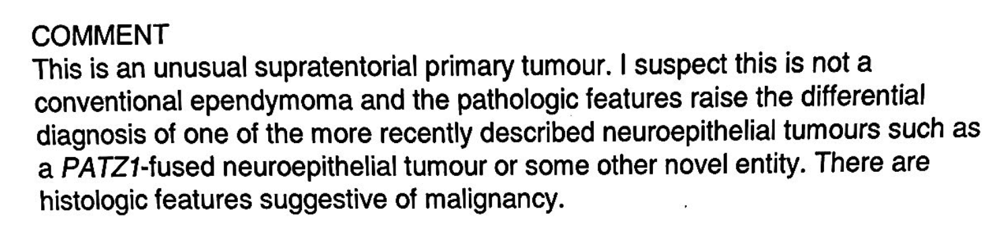 COMMENT
This is an unusual supratentorial primary tumour. I suspect this is not a
conventional ependymoma and the pathologic features raise the differential
diagnosis of one of the more recently described neuroepithelial tumours such as
a PATZ1-fused neuroepithelial tumour or some other novel entity. There are
histologic features suggestive of malignancy.